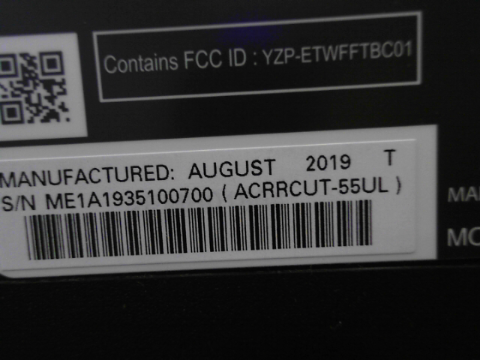 Contains FCC ID : YZP-ETWFFTBC01
MANUFACTURED: AUGUST 2019 T
S/N ME1A1935100700 ( ACRRCUT-55UL )